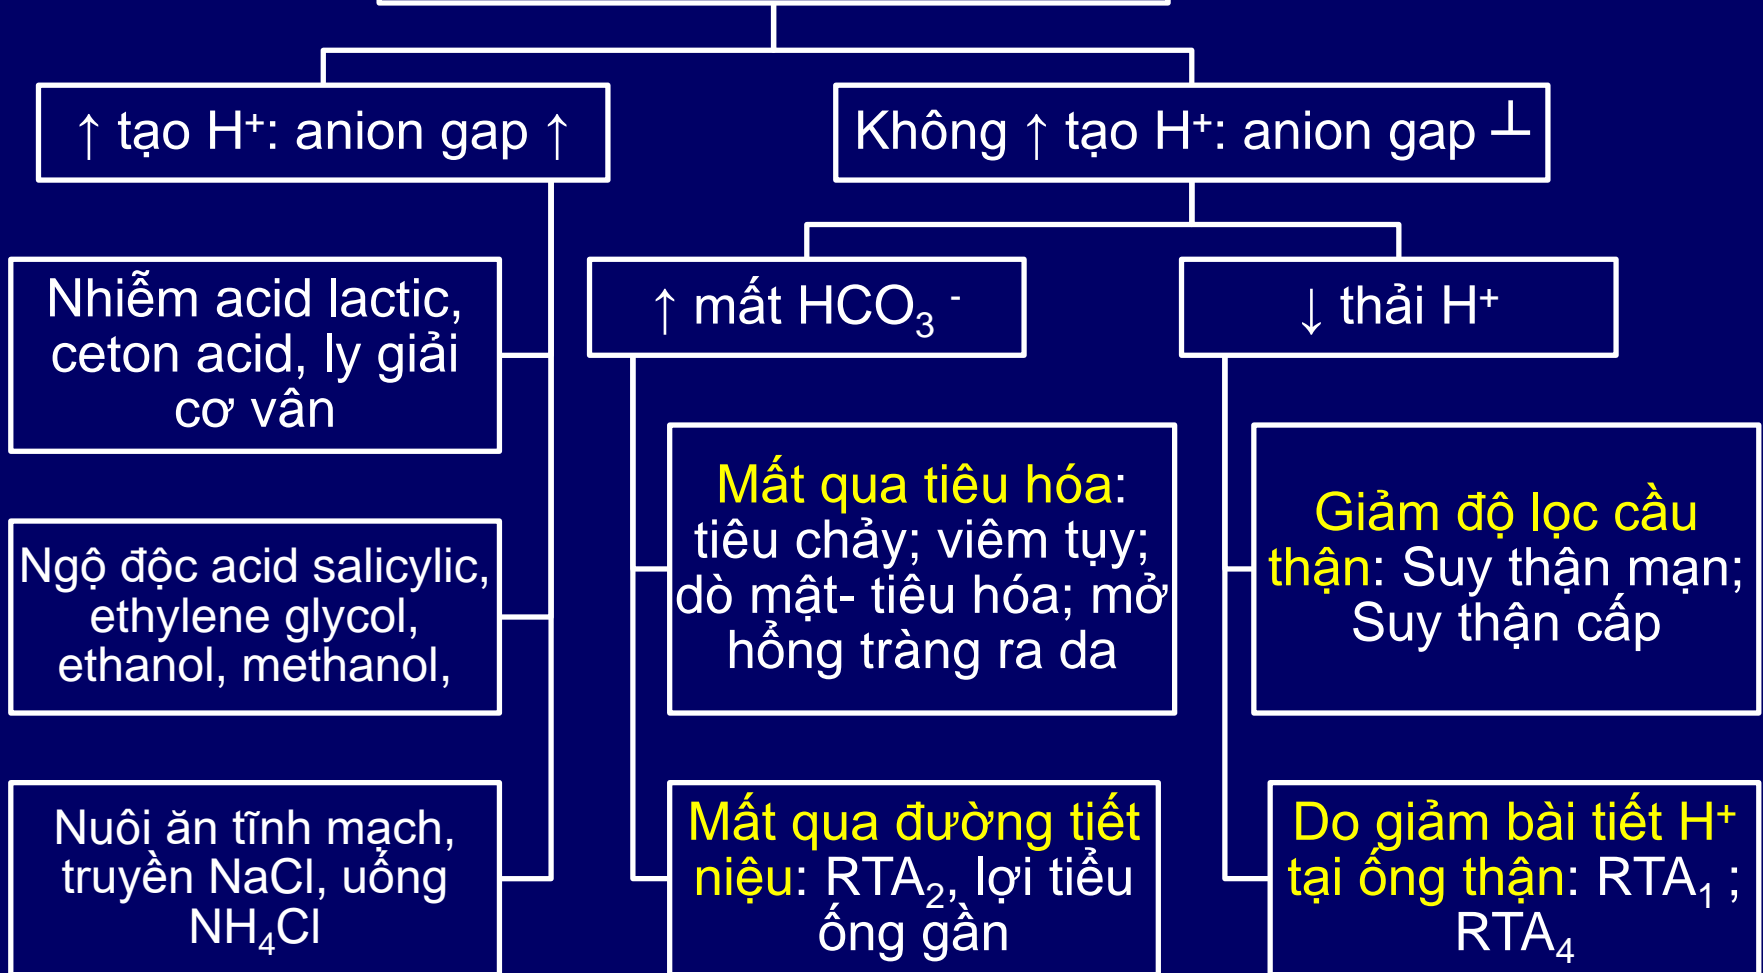 ↑ tạo H⁺: anion gap ↑
Không ↑ tạo H⁺: anion gap ┴
Nhiễm acid lactic,
ceton acid, ly giải
cơ vân
↑ mất HCO₃ ⁻
↓ thải H⁺
Mất qua tiêu hóa:
tiêu chảy; viêm tụy;
dò mật- tiêu hóa; mở
hổng tràng ra da
Giảm độ lọc cầu
thận: Suy thận mạn;
Suy thận cấp
Ngộ độc acid salicylic,
ethylene glycol,
ethanol, methanol,
Nuôi ăn tĩnh mạch,
truyền NaCl, uống
NH₄Cl
Mất qua đường tiết
niệu: RTA₂, lợi tiểu
ống gần
Do giảm bài tiết H⁺
tại ống thận: RTA₁ ;
RTA₄